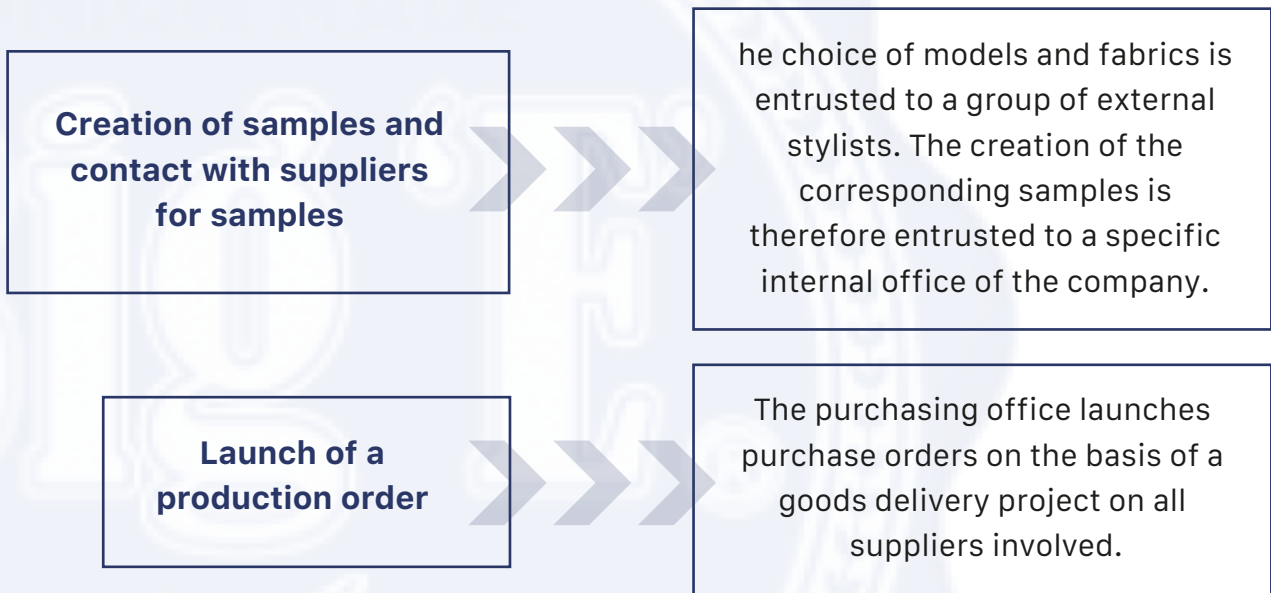 Creation of samples and
contact with suppliers
for samples
he choice of models and fabrics is
entrusted to a group of external
stylists. The creation of the
corresponding samples is
therefore entrusted to a specific
internal office of the company.
Launch of a
production order
The purchasing office launches
purchase orders on the basis of a
goods delivery project on all
suppliers involved.